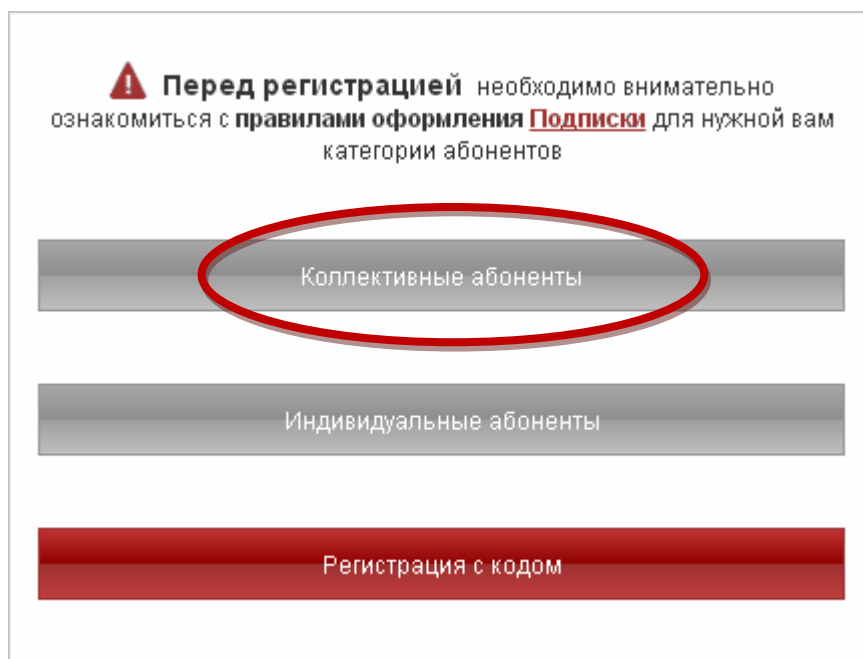 Перед регистрацией необходимо внимательно
ознакомиться с правилами оформления Подписки для нужной вам
категории абонентов
Коллективные абоненты
Индивидуальные абоненты
Регистрация с кодом